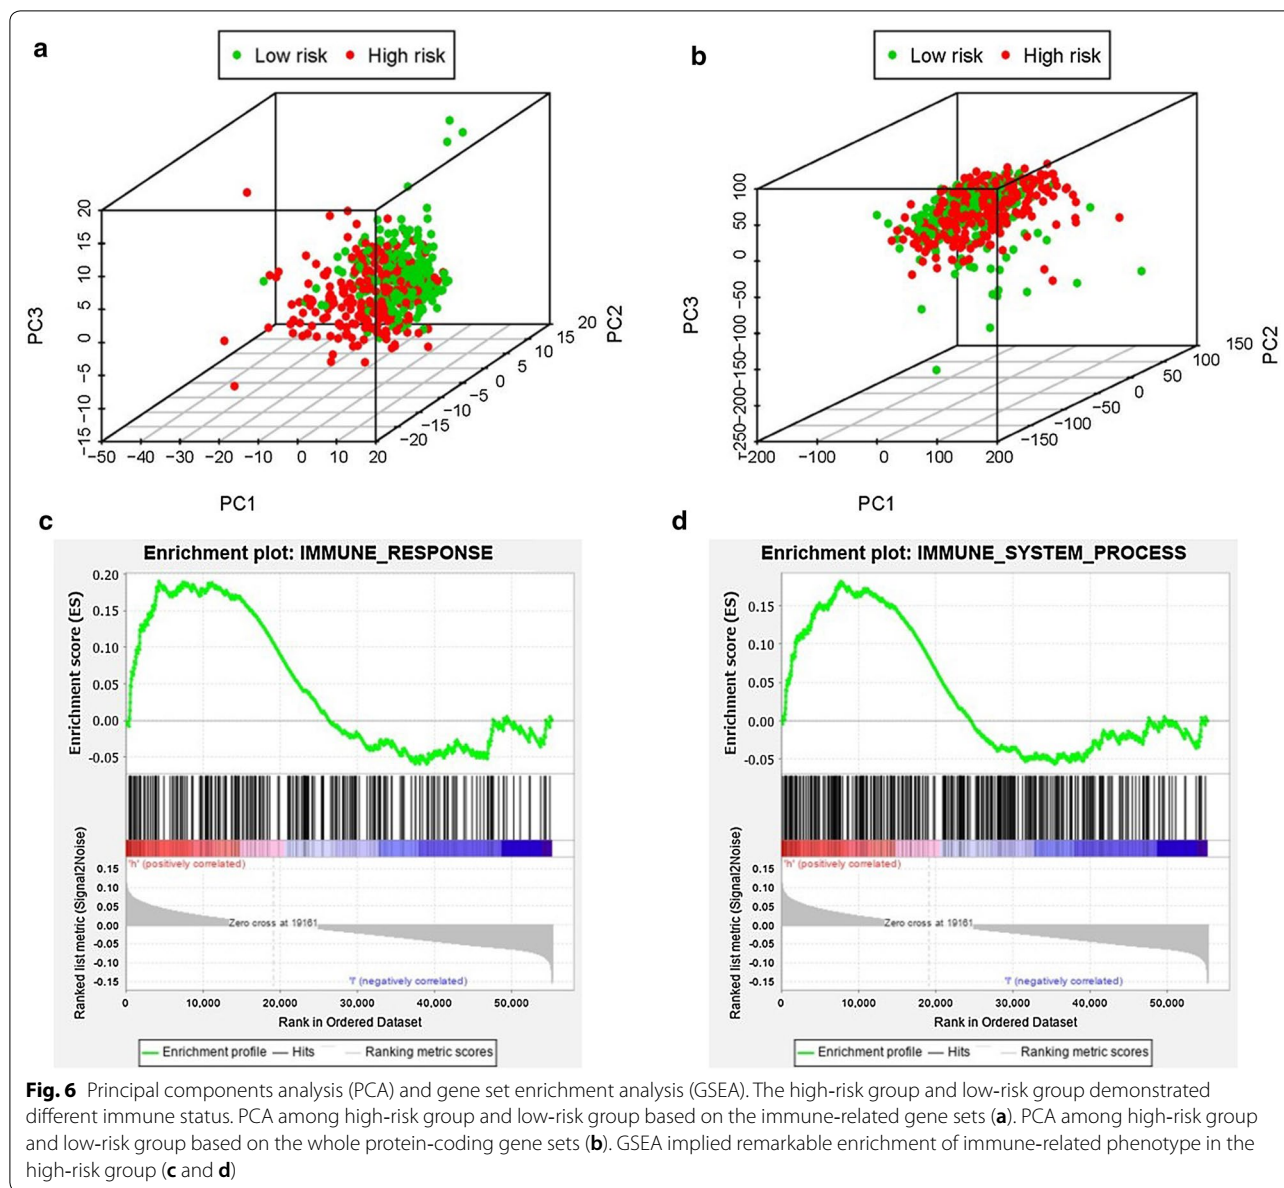 a
Low risk High risk
PC3
20
15
10
5
0
−5
−10
−15
−50 −40 −30 −20 −10 0 10 20
PC1
−20 −15 −10 −5 0 5 10 15 20
PC2
b
Low risk High risk
PC3
100
50
0
−50
−100
−150
−200
−250
−200 −100 0 100 200
PC1
−150 −100 −50 0 50 100 150
PC2
c
Enrichment plot: IMMUNE_RESPONSE
Enrichment score (ES)
0.20
0.15
0.10
0.05
0.00
-0.05
Ranked list metric (Signal2Noise)
'h' (positively correlated)
0.15
0.10
0.05
0.00
-0.05
-0.10
-0.15
Zero cross at 19161
'l' (negatively correlated)
0 10,000 20,000 30,000 40,000 50,000
Rank in Ordered Dataset
Enrichment profile Hits Ranking metric scores
d
Enrichment plot: IMMUNE_SYSTEM_PROCESS
Enrichment score (ES)
0.15
0.10
0.05
0.00
-0.05
Ranked list metric (Signal2Noise)
'h' (positively correlated)
0.15
0.10
0.05
0.00
-0.05
-0.10
-0.15
Zero cross at 19161
'l' (negatively correlated)
0 10,000 20,000 30,000 40,000 50,000
Rank in Ordered Dataset
Enrichment profile Hits Ranking metric scores
Fig. 6 Principal components analysis (PCA) and gene set enrichment analysis (GSEA). The high-risk group and low-risk group demonstrated
different immune status. PCA among high-risk group and low-risk group based on the immune-related gene sets (a). PCA among high-risk group
and low-risk group based on the whole protein-coding gene sets (b). GSEA implied remarkable enrichment of immune-related phenotype in the
high-risk group (c and d)